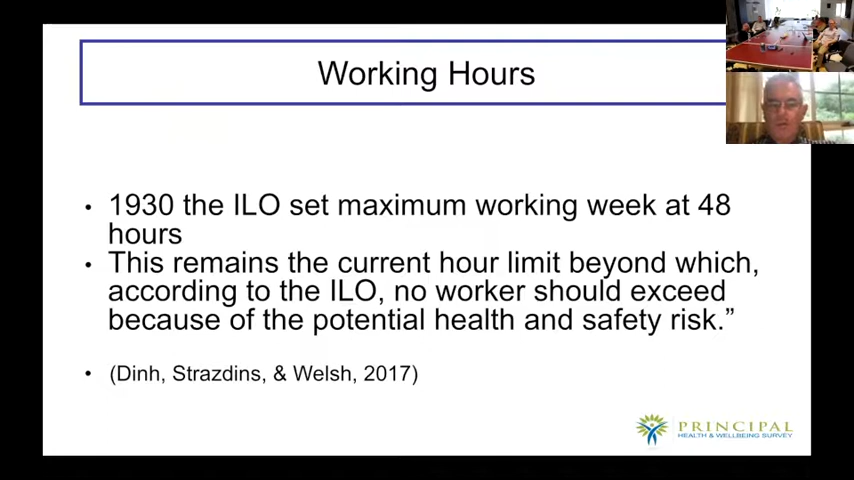 Working Hours
• 1930 the ILO set maximum working week at 48
hours
• This remains the current hour limit beyond which,
according to the ILO, no worker should exceed
because of the potential health and safety risk.”
• (Dinh, Strazdins, & Welsh, 2017)
PRINCIPAL
HEALTH & WELLBEING SURVEY